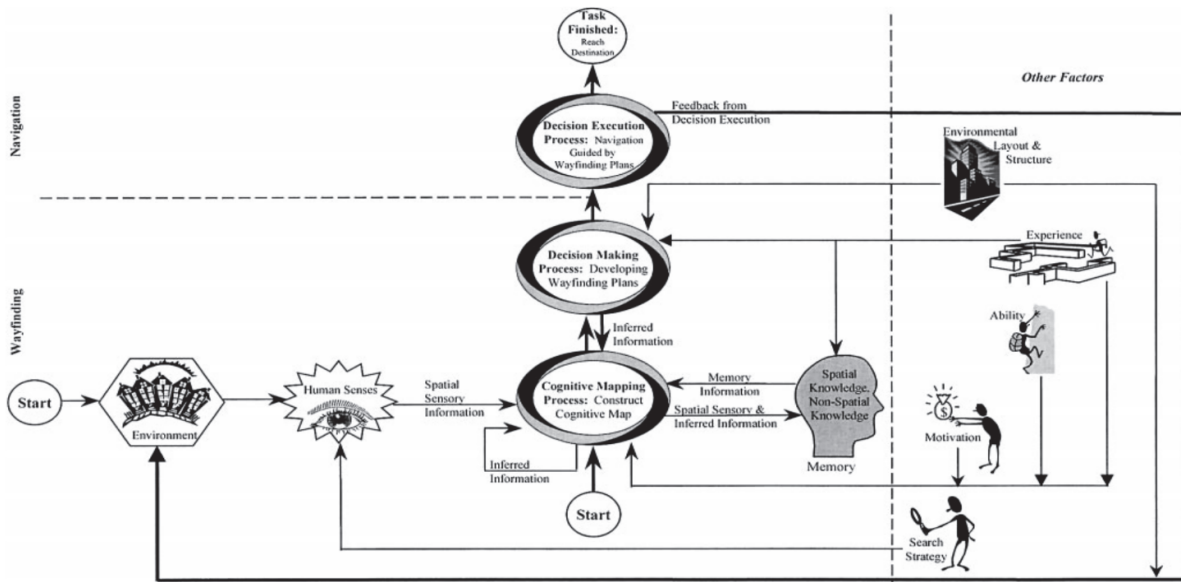 Task
Finished:
Reach
Destination
Other Factors
Navigation
Decision Execution
Process: Navigation
Guided by
Wayfinding Plans
Feedback from
Decision Execution
Environmental
Layout &
Structure
Wayfinding
Decision Making
Process: Developing
Wayfinding Plans
Experience
Inferred
Information
Ability
Start
Environment
Human Senses
Spatial
Sensory
Information
Cognitive Mapping
Process: Construct
Cognitive Map
Memory
Information
Spatial Sensory &
Inferred Information
Spatial
Knowledge,
Non-Spatial
Knowledge
Memory
$
Motivation
Inferred
Information
Start
Search
Strategy